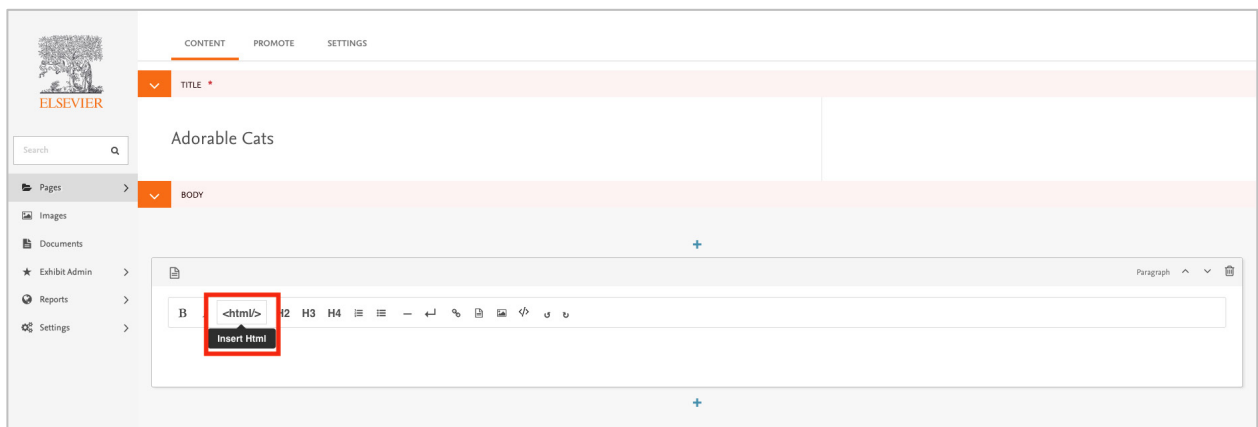 CONTENT PROMOTE SETTINGS
ELSEVIER
TITLE *
Adorable Cats
Search
Pages
Images
Documents
Exhibit Admin
Reports
Settings
BODY
Paragraph
B <html/> H2 H3 H4
Insert Html